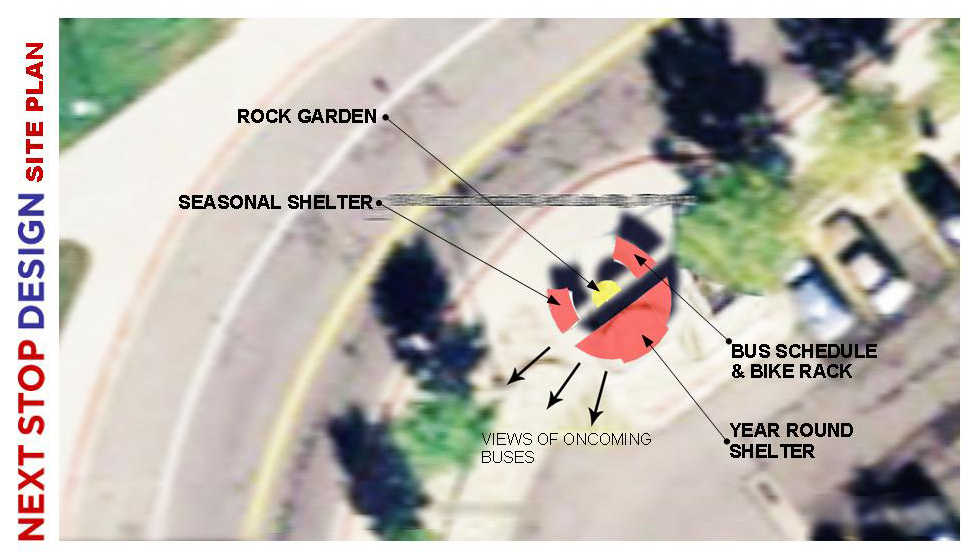 NEXT STOP DESIGN SITE PLAN
ROCK GARDEN
SEASONAL SHELTER
BUS SCHEDULE
& BIKE RACK
YEAR ROUND
SHELTER
VIEWS OF ONCOMING
BUSES